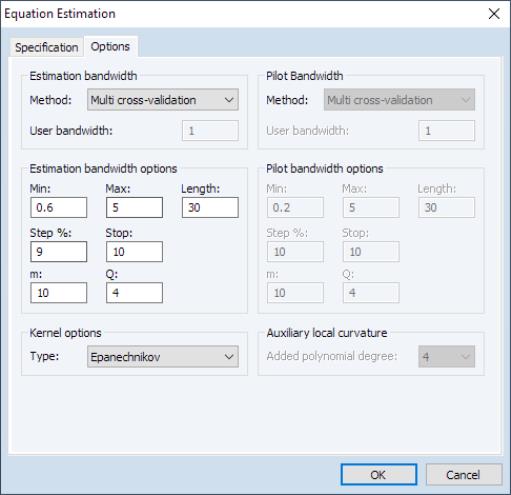 Equation Estimation
Specification Options
Estimation bandwidth
Method: Multi cross-validation
User bandwidth: 1
Pilot Bandwidth
Method: Multi cross-validation
User bandwidth: 1
Estimation bandwidth options
Min: Max: Length:
0.6 5 30
Step %: Stop:
9 10
m: Q:
10 4
Pilot bandwidth options
Min: Max: Length:
0.2 5 30
Step %: Stop:
10 10
m: Q:
10 4
Kernel options
Type: Epanechnikov
Auxiliary local curvature
Added polynomial degree: 4
OK Cancel